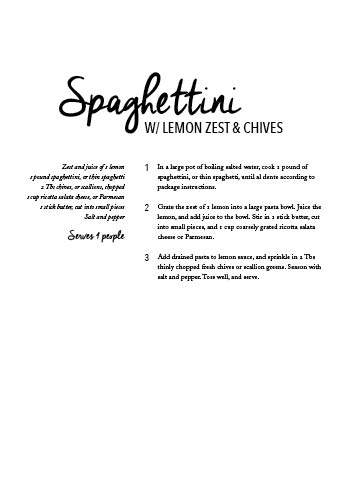 Spaghettini
W/ LEMON ZEST & CHIVES
Zest and juice of 1 lemon
1 pound spaghettini, or thin spaghetti
2 Tbs chives, or scallions, chopped
1 cup ricotta salata cheese, or Parmesan
1 stick butter, cut into small pieces
Salt and pepper
Serves 4 people
1 In a large pot of boiling salted water, cook 1 pound of
spaghettini, or thin spaghetti, until al dente according to
package instructions.
2 Grate the zest of 1 lemon into a large pasta bowl. Juice the
lemon, and add juice to the bowl. Stir in 1 stick butter, cut
into small pieces, and 1 cup coarsely grated ricotta salata
cheese or Parmesan.
3 Add drained pasta to lemon sauce, and sprinkle in 2 Tbs
thinly chopped fresh chives or scallion greens. Season with
salt and pepper. Toss well, and serve.